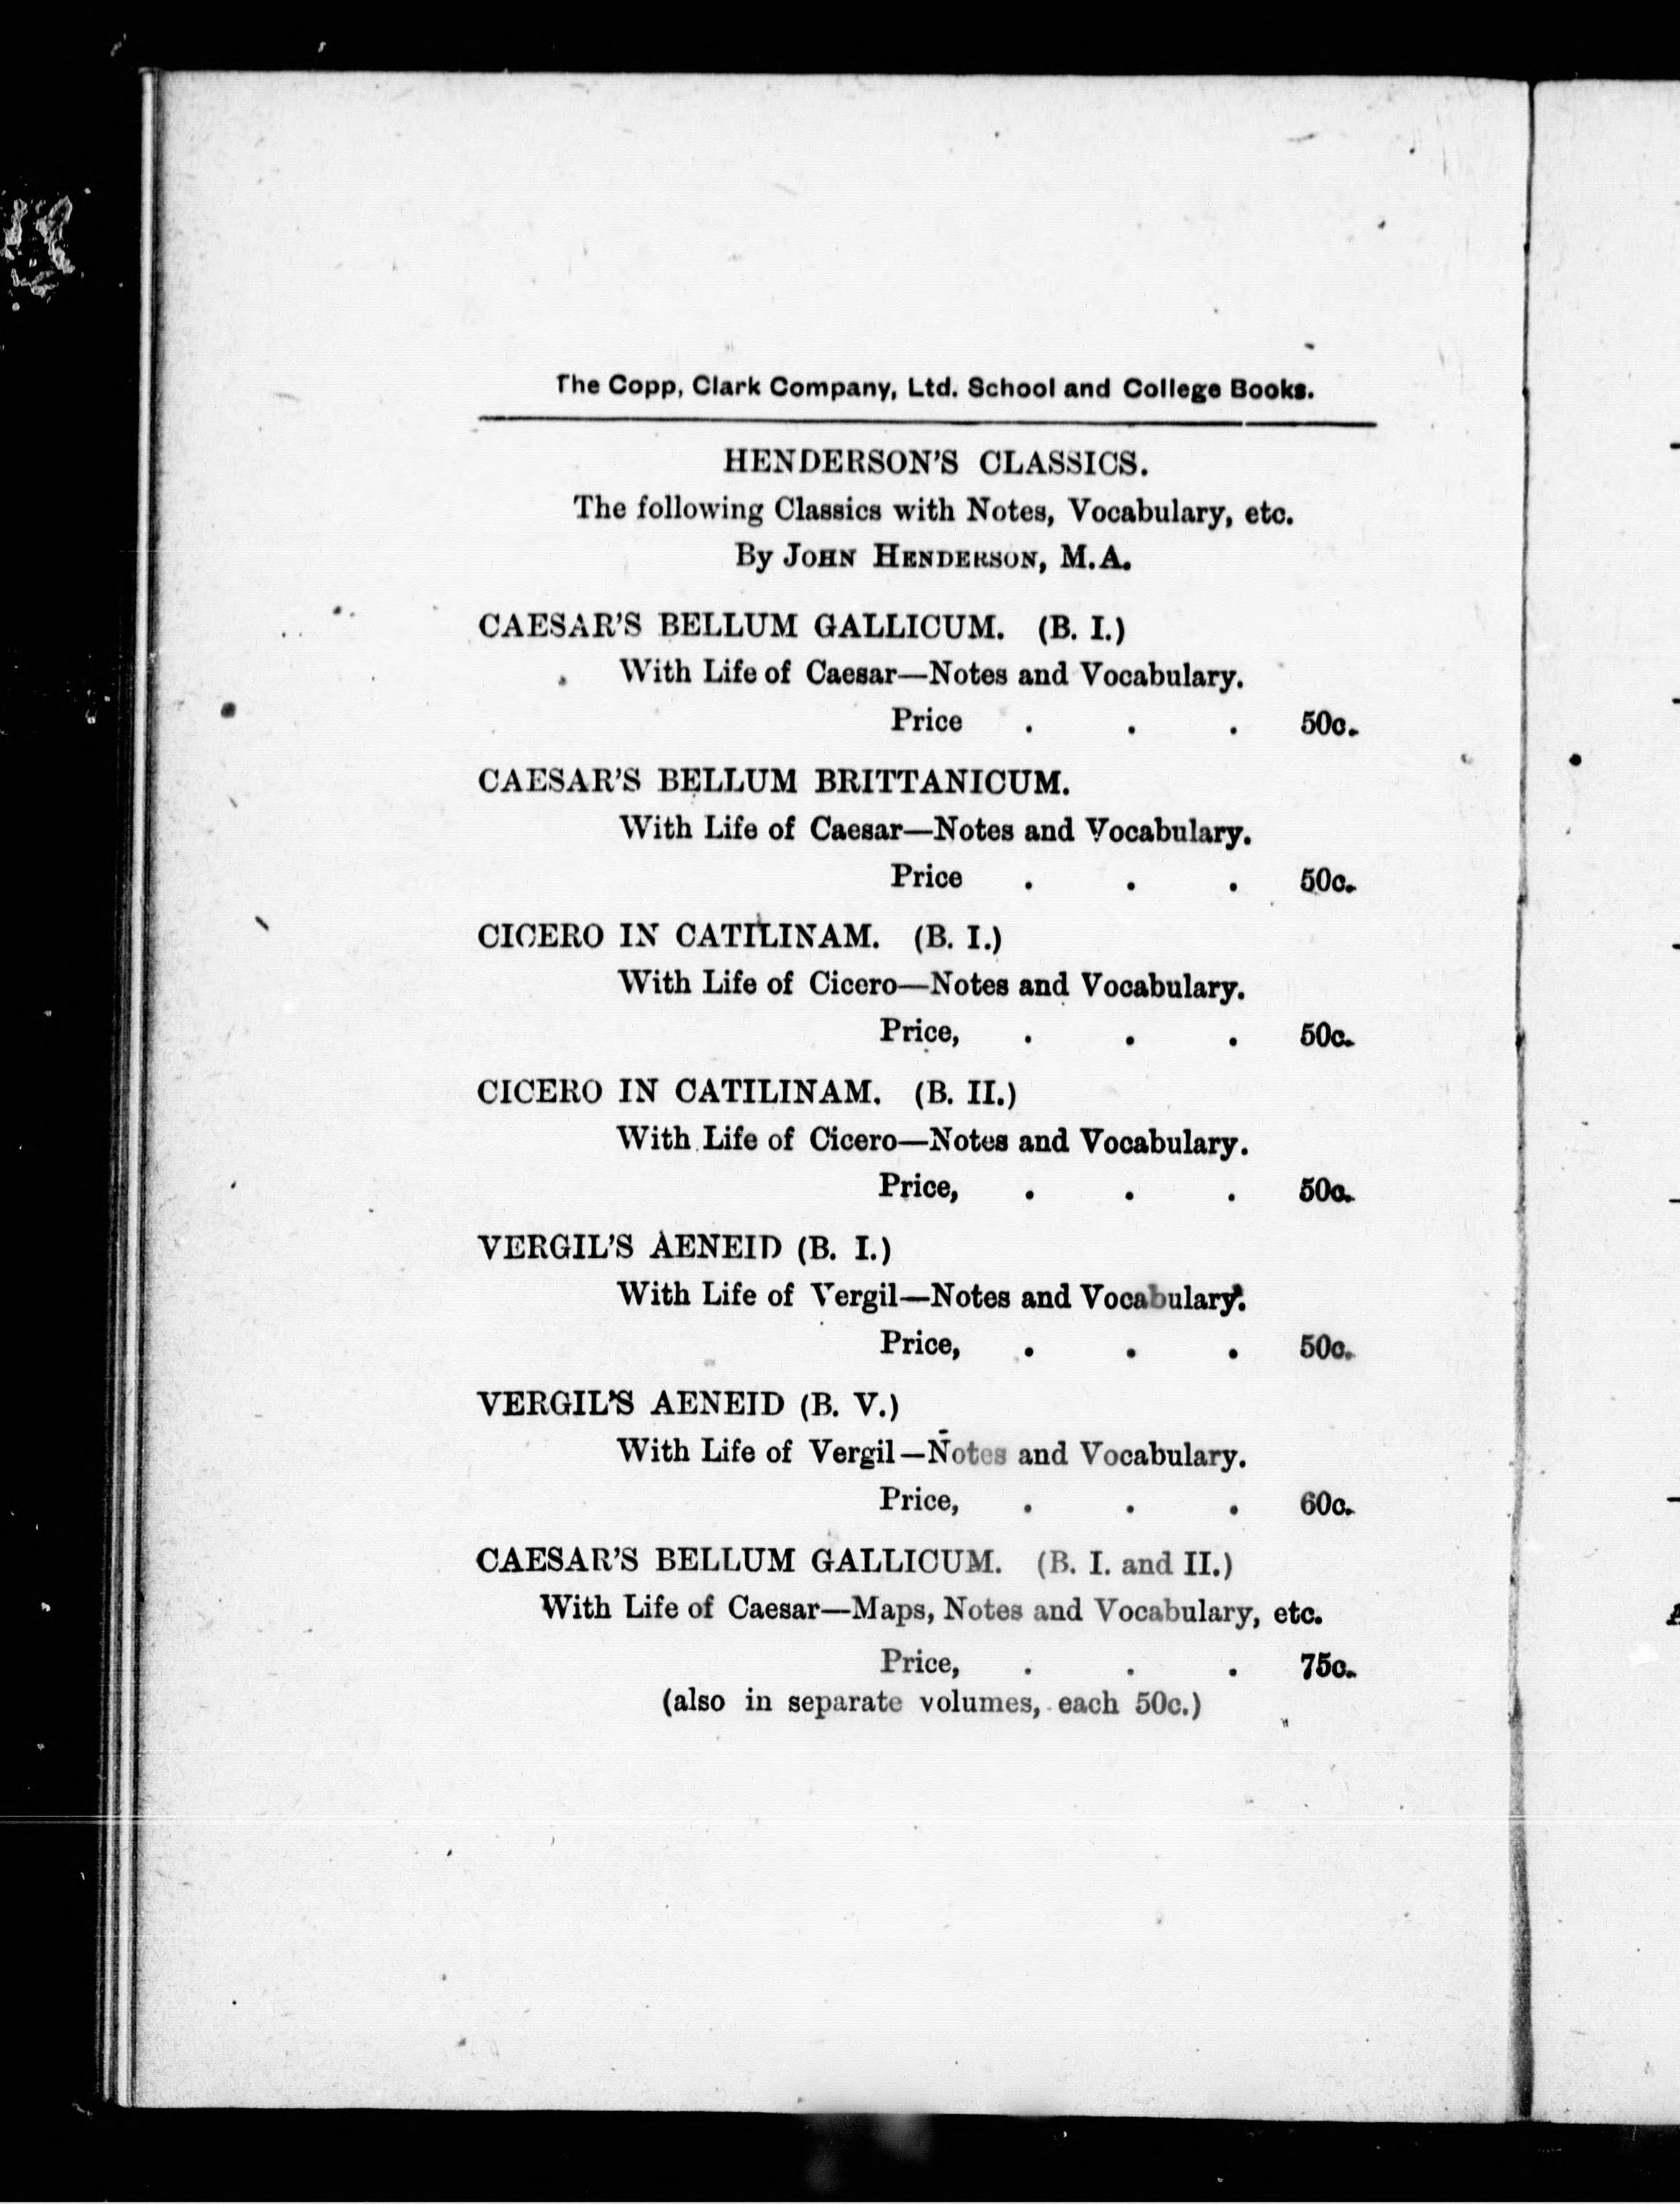 The Copp, Clark Company, Ltd. School and College Books.
HENDERSON'S CLASSICS.
The following Classics with Notes, Vocabulary, etc.
By JOHN HENDERSON, M.A.
CAESAR'S BELLUM GALLICUM. (B. I.)
With Life of Caesar—Notes and Vocabulary.
Price . . . 50c.
CAESAR'S BELLUM BRITTANICUM.
With Life of Caesar—Notes and Vocabulary.
Price . . . 50c.
CICERO IN CATILINAM. (B. I.)
With Life of Cicero—Notes and Vocabulary.
Price, . . . 50c.
CICERO IN CATILINAM. (B. II.)
With Life of Cicero—Notes and Vocabulary.
Price, . . . 50c.
VERGIL'S AENEID (B. I.)
With Life of Vergil—Notes and Vocabulary.
Price, . . . 50c.
VERGIL'S AENEID (B. V.)
With Life of Vergil—Notes and Vocabulary.
Price, . . . 60c.
CAESAR'S BELLUM GALLICUM. (B. I. and II.)
With Life of Caesar—Maps, Notes and Vocabulary, etc.
Price, . . . 75c.
(also in separate volumes, each 50c.)